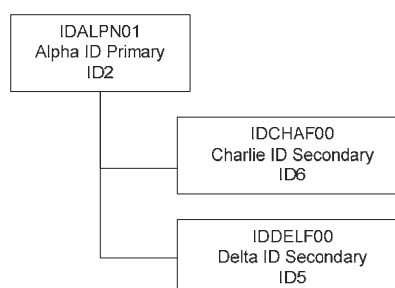 IDALPN01
Alpha ID Primary
ID2
IDCHAF00
Charlie ID Secondary
ID6
IDDELF00
Delta ID Secondary
ID5